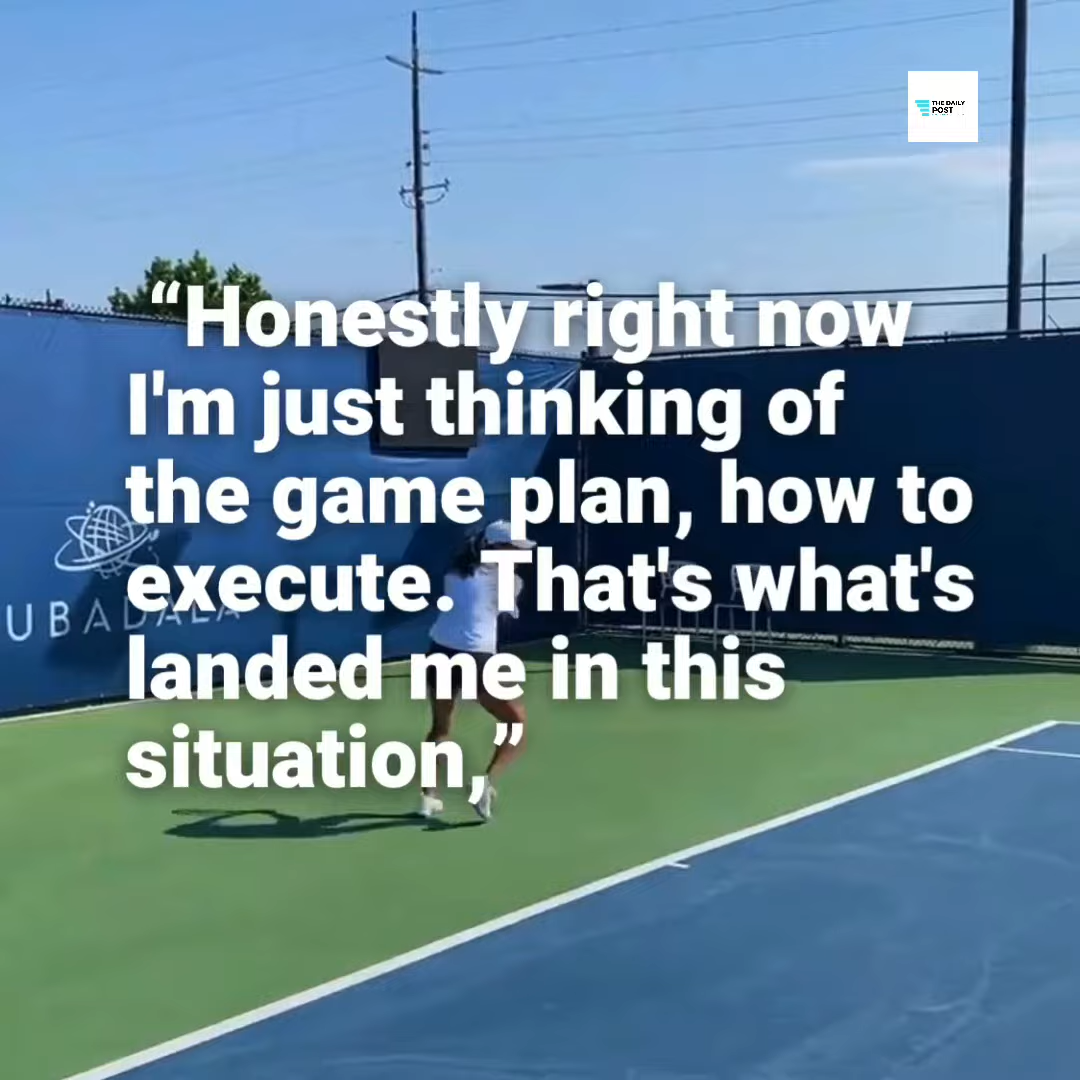 THE DAILY
POST
“Honestly right now
I'm just thinking of
the game plan, how to
execute. That's what's
landed me in this
situation,”
UBADALA